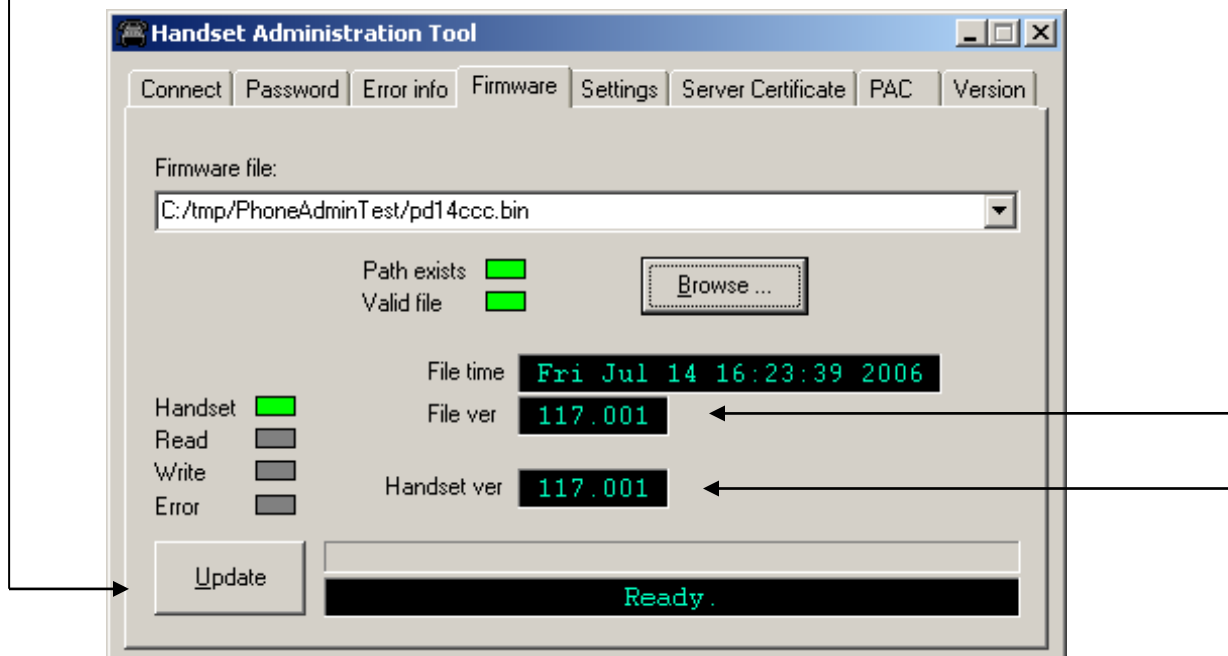 Handset Administration Tool
Connect Password Error info Firmware Settings Server Certificate PAC Version
Firmware file:
C:/tmp/PhoneAdminTest/pd14ccc.bin
Path exists
Valid file
Browse ...
File time Fri Jul 14 16:23:39 2006
Handset
File ver 117.001
Read
Write
Handset ver 117.001
Error
Update
Ready.